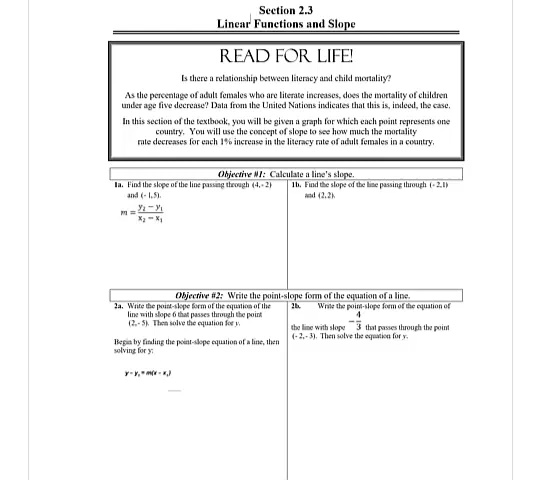 Section 2.3
Linear Functions and Slope
READ FOR LIFE!
Is there a relationship between literacy and child mortality?
As the percentage of adult females who are literate increases, does the mortality of children
under age five decrease? Data from the United Nations indicates that this is, indeed, the case.
In this section of the textbook, you will be given a graph for which each point represents one
country. You will use the concept of slope to see how much the mortality
rate decreases for each 1% increase in the literacy rate of adult females in a country.
Objective #1: Calculate a line's slope.
1a. Find the slope of the line passing through (4,- 2)
and (- 1,5).
m = y₂ − y₁ / x₂ − x₁
1b. Find the slope of the line passing through (- 2,1)
and (2,2).
Objective #2: Write the point-slope form of the equation of a line.
2a. Write the point-slope form of the equation of the
line with slope 6 that passes through the point
(2,- 5). Then solve the equation for y.
Begin by finding the point-slope equation of a line, then
solving for y:
y − y₁ = m(x − x₁)
2b. Write the point-slope form of the equation of
the line with slope −4/3 that passes through the point
(- 2,- 3). Then solve the equation for y.